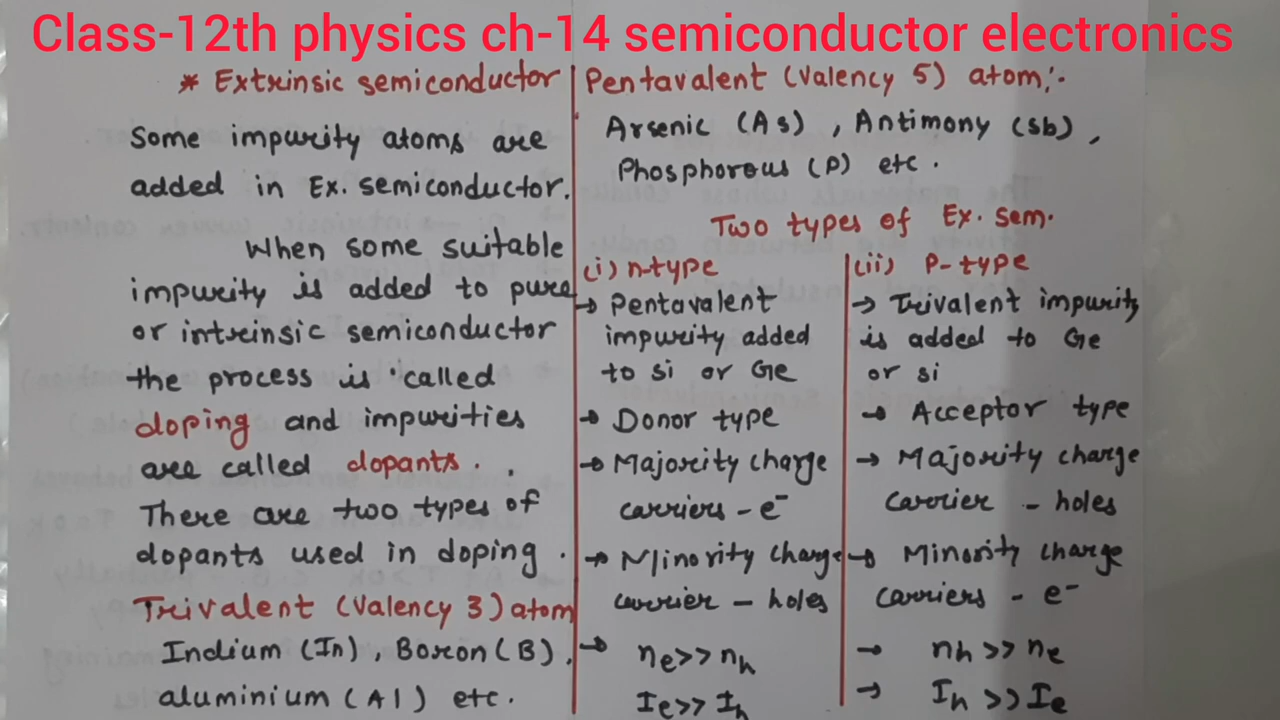 Class-12th physics ch-14 semiconductor electronics
* Extrinsic semiconductor
Some impurity atoms are
added in Ex. semiconductor.
When some suitable
impurity is added to pure
or intrinsic semiconductor
the process is called
doping and impurities
are called dopants. .
There are two types of
dopants used in doping.
Trivalent (Valency 3) atom
Indium (In), Boron (B),
aluminium (Al) etc.
Pentavalent (Valency 5) atom:-
Arsenic (As), Antimony (Sb),
Phosphorous (P) etc.
Two types of Ex. sem.
(i) n-type
→ Pentavalent
impurity added
to si or Ge
→ Donor type
→ Majority charge
carriers - e⁻
→ Minority charge
carrier - holes
→ ne >> nh
Ie >> Ih
(ii) P-type
→ Trivalent impurity
is added to Ge
or si
→ Acceptor type
→ Majority charge
carrier - holes
→ Minority charge
carriers - e⁻
→ nh >> ne
→ Ih >> Ie